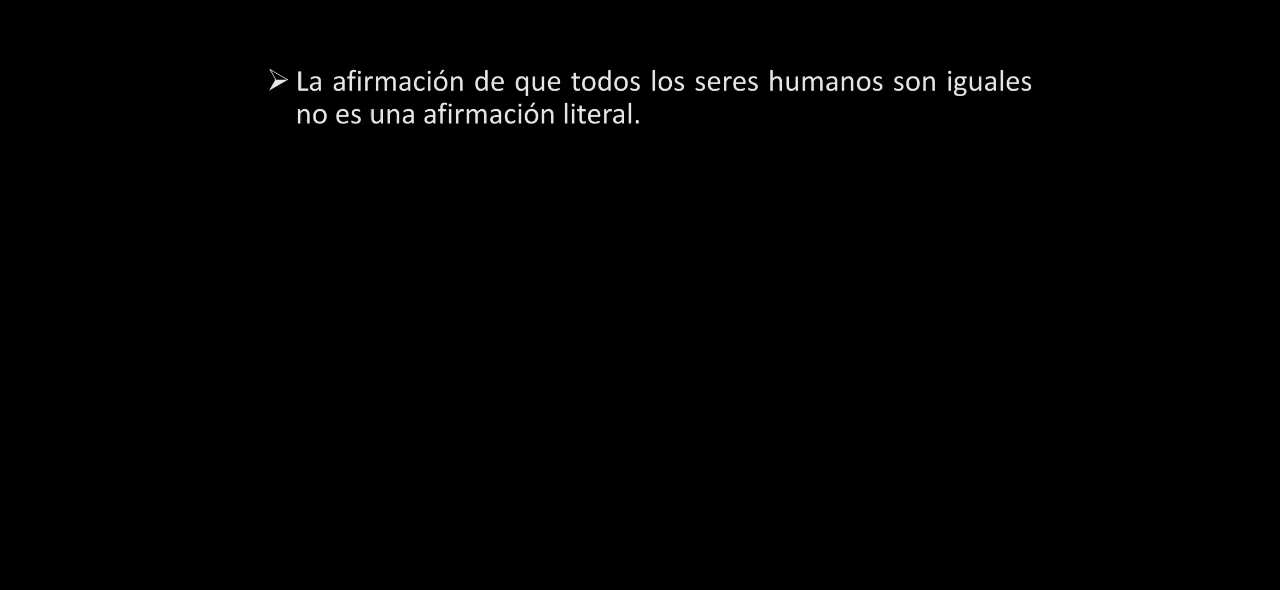 ➢ La afirmación de que todos los seres humanos son iguales
no es una afirmación literal.